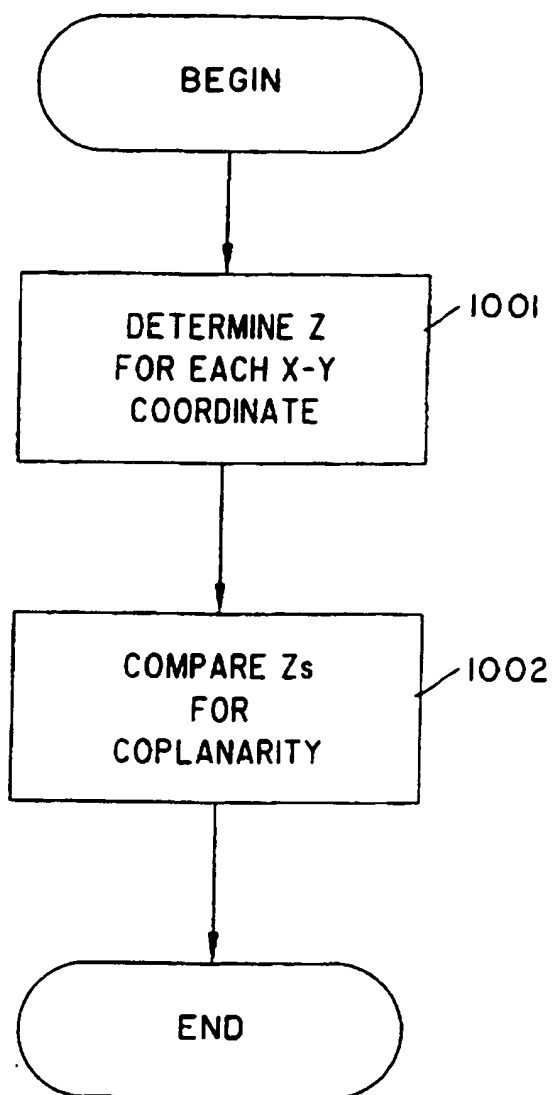 BEGIN
DETERMINE Z
FOR EACH X-Y
COORDINATE
1001
COMPARE Zs
FOR
COPLANARITY
1002
END